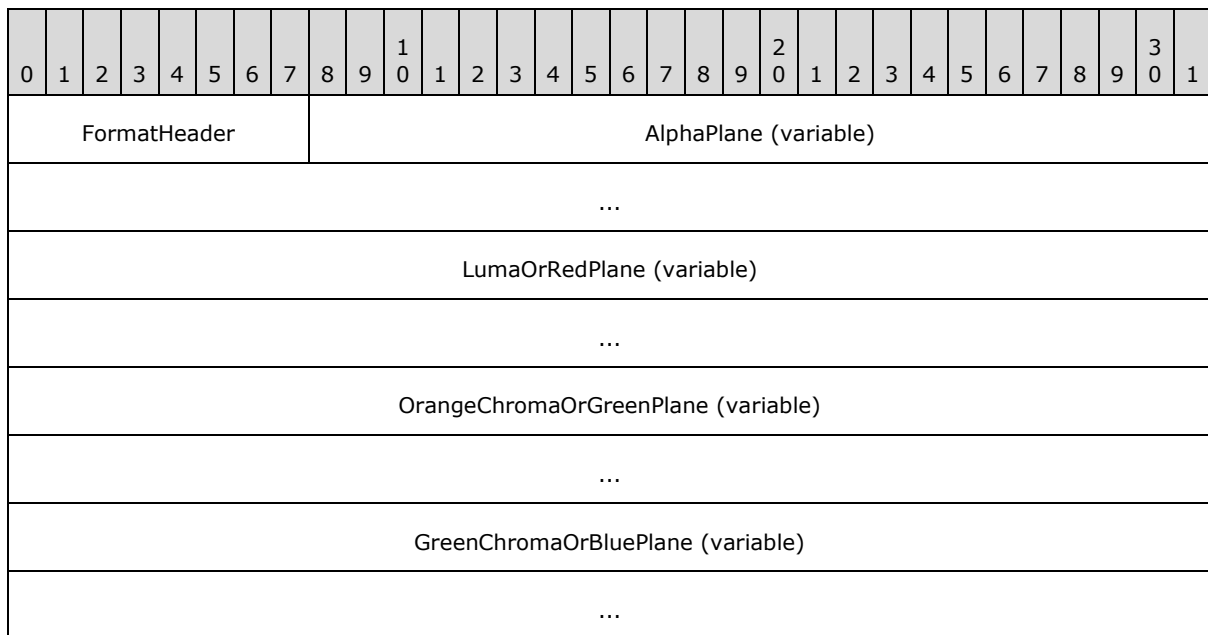 1 2 3
0 1 2 3 4 5 6 7 8 9 0 1 2 3 4 5 6 7 8 9 0 1 2 3 4 5 6 7 8 9 0 1
FormatHeader AlphaPlane (variable)
...
LumaOrRedPlane (variable)
...
OrangeChromaOrGreenPlane (variable)
...
GreenChromaOrBluePlane (variable)
...